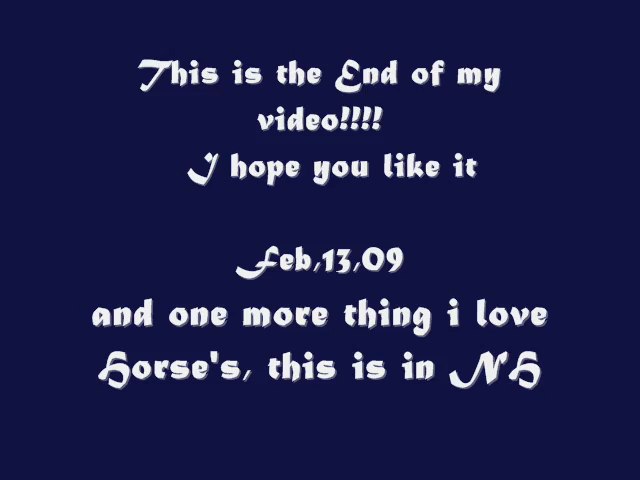 This is the End of my
video!!!!
I hope you like it
Feb,13,09
and one more thing i love
Horse's, this is in NH